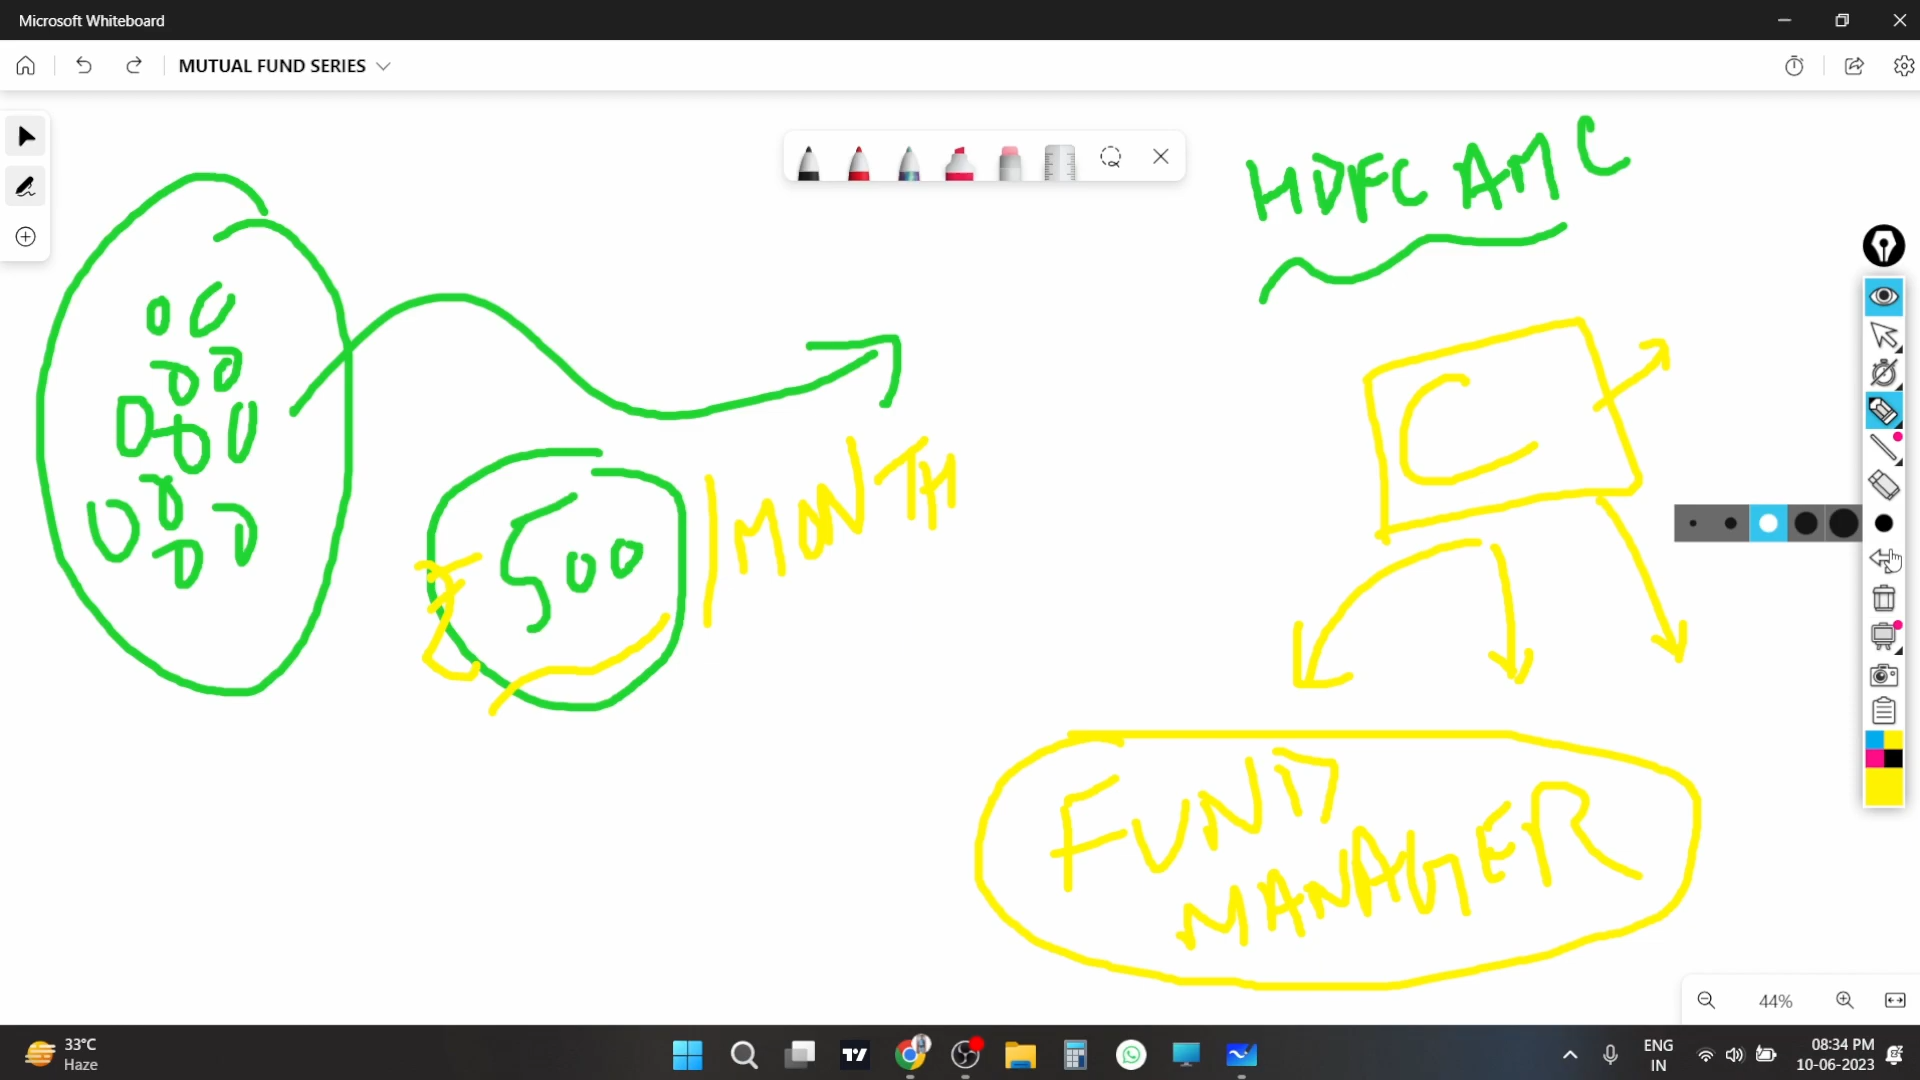 Microsoft Whiteboard
MUTUAL FUND SERIES
HDFC AMC
C
₹ 500 / MONTH
FUND
MANAGER
44%
33°C
Haze
ENG
IN
08:34 PM
10-06-2023